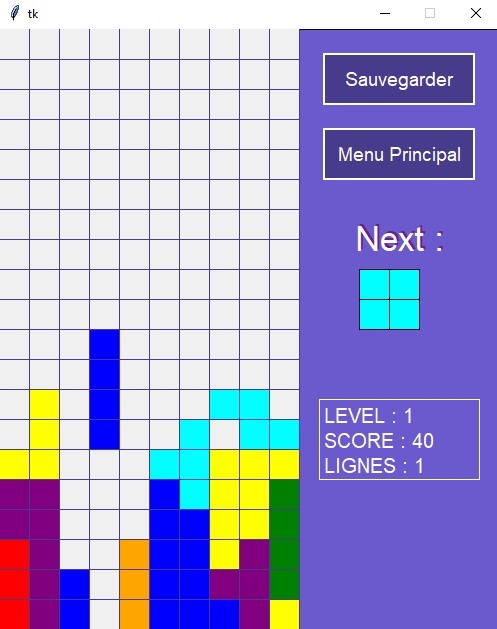 tk
Sauvegarder
Menu Principal
Next :
LEVEL : 1
SCORE : 40
LIGNES : 1